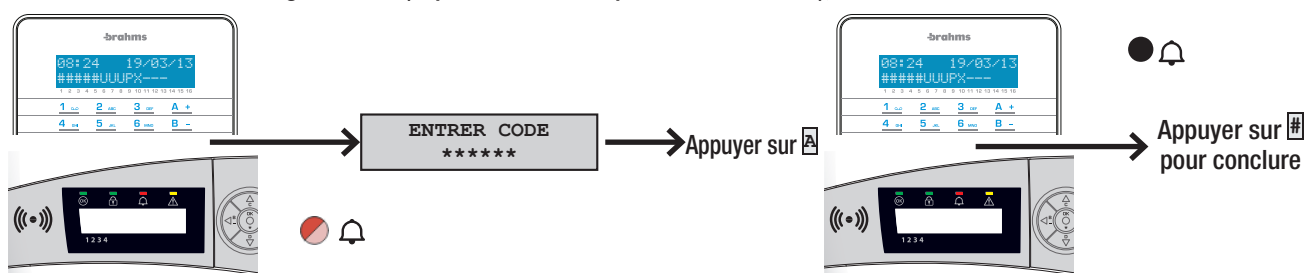 -brahms
08:24 19/03/13
#####UUUPX---
1 2 3 4 5 6 7 8 9 10 11 12 13 14 15 16
1 2 ABC 3 DEF A +
4 GHI 5 JKL 6 MNO B -
OK
1234
ENTRER CODE
******
Appuyer sur A
-brahms
08:24 19/03/13
#####UUUPX---
1 2 3 4 5 6 7 8 9 10 11 12 13 14 15 16
1 2 ABC 3 DEF A +
4 GHI 5 JKL 6 MNO B -
OK
1234
Appuyer sur #
pour conclure